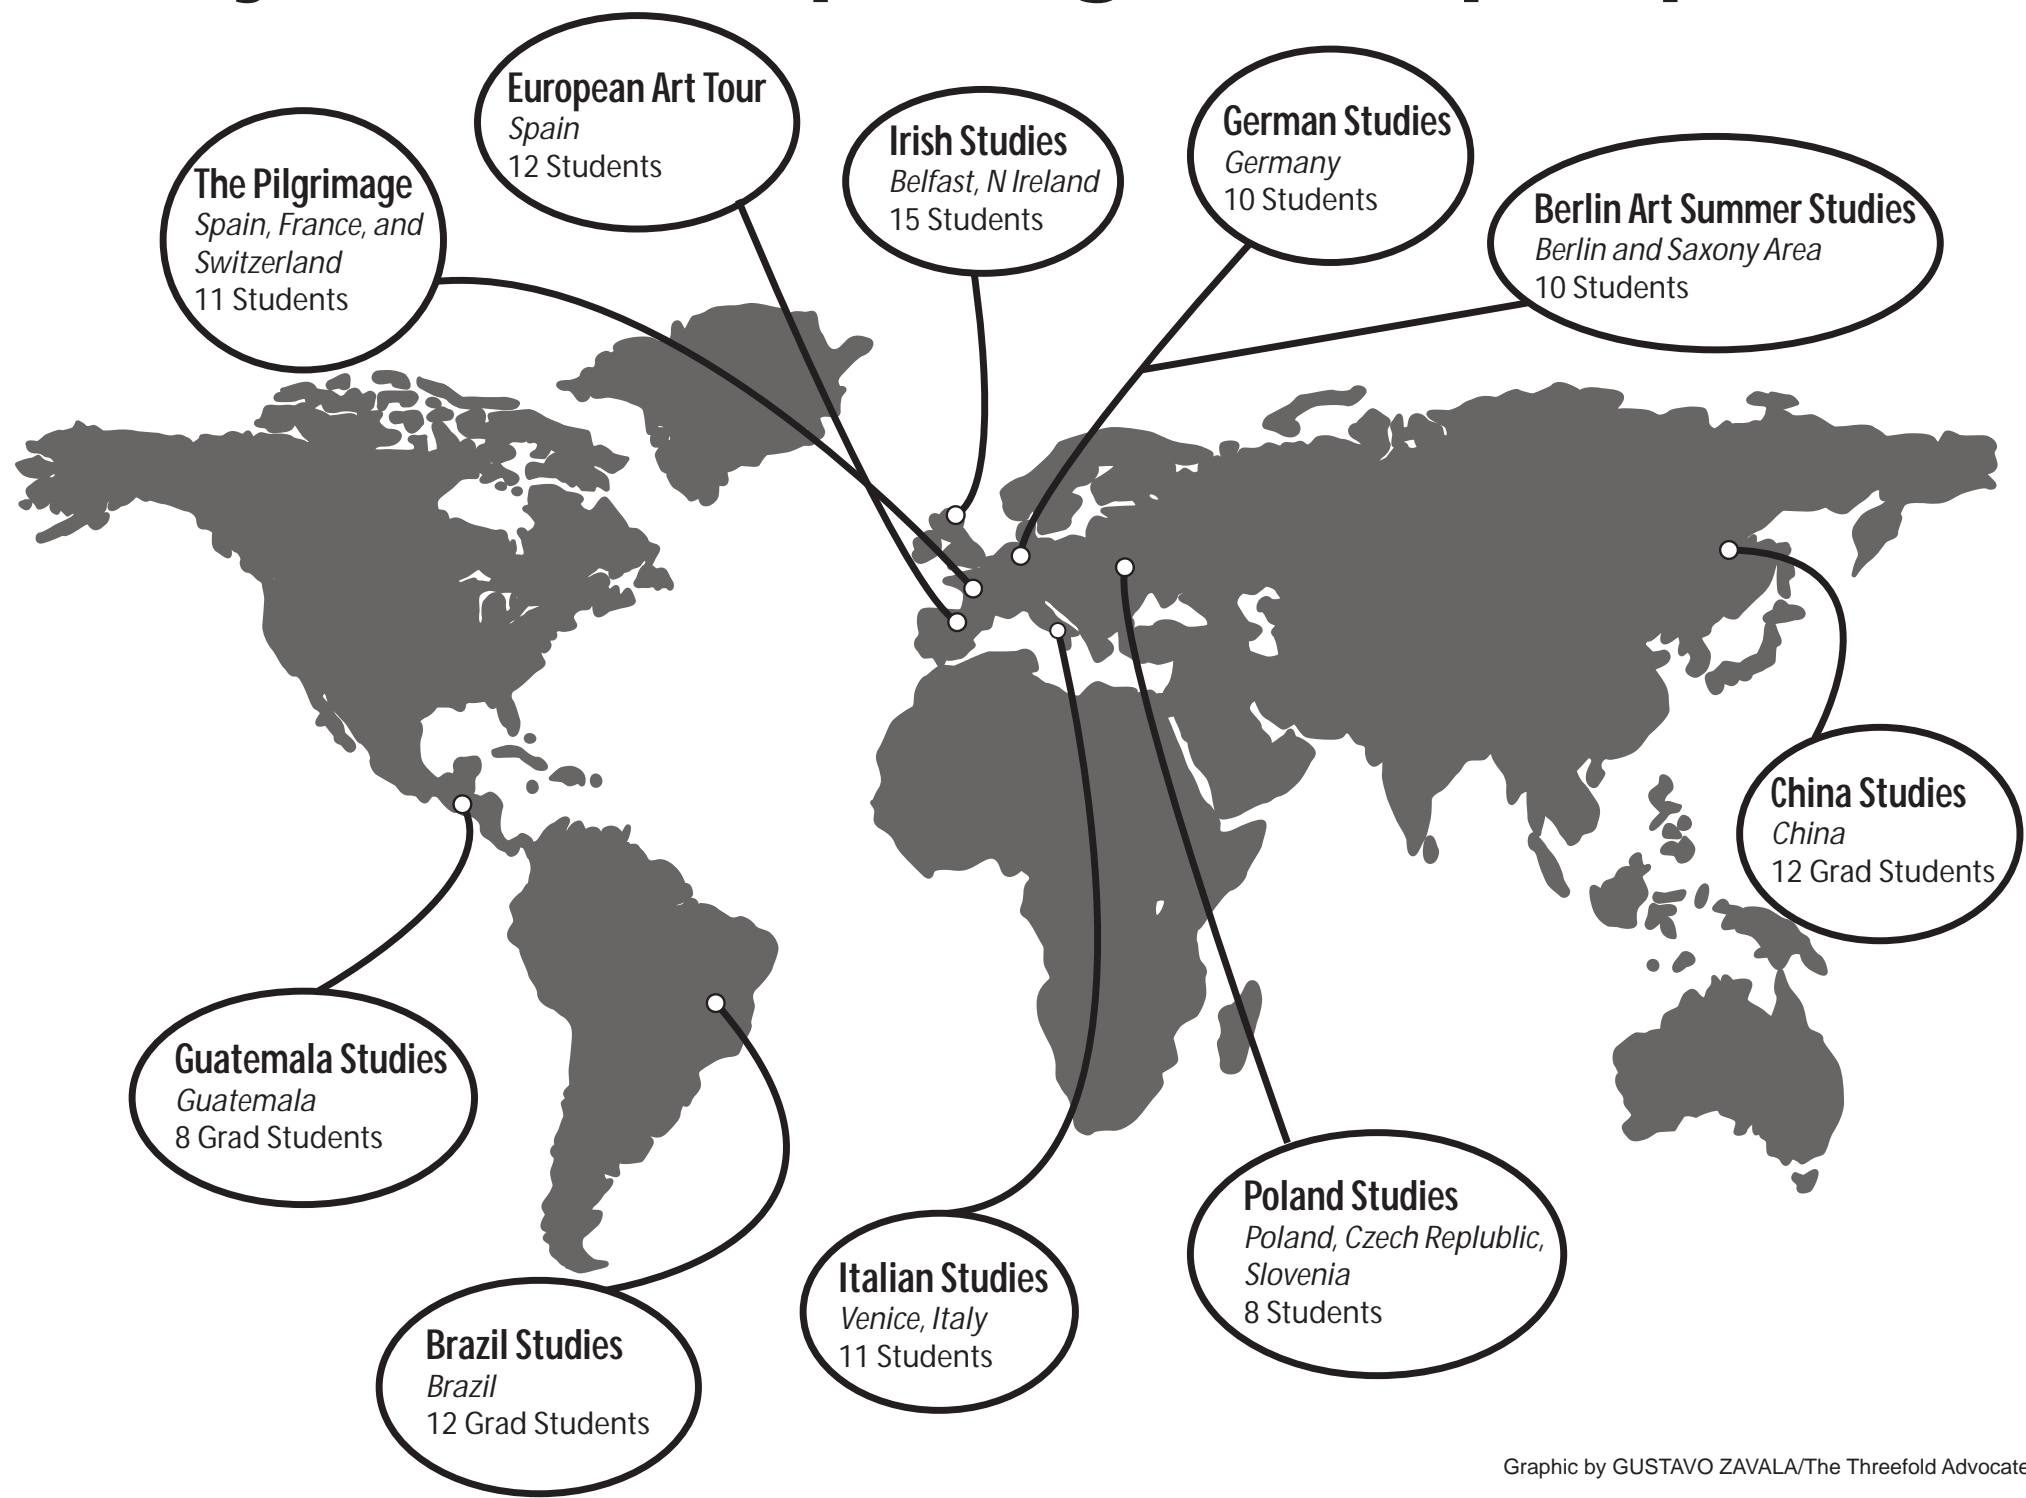 European Art Tour
Spain
12 Students
The Pilgrimage
Spain, France, and
Switzerland
11 Students
Irish Studies
Belfast, N Ireland
15 Students
German Studies
Germany
10 Students
Berlin Art Summer Studies
Berlin and Saxony Area
10 Students
China Studies
China
12 Grad Students
Guatemala Studies
Guatemala
8 Grad Students
Poland Studies
Poland, Czech Replublic,
Slovenia
8 Students
Italian Studies
Venice, Italy
11 Students
Brazil Studies
Brazil
12 Grad Students
Graphic by GUSTAVO ZAVALA/The Threefold Advocate